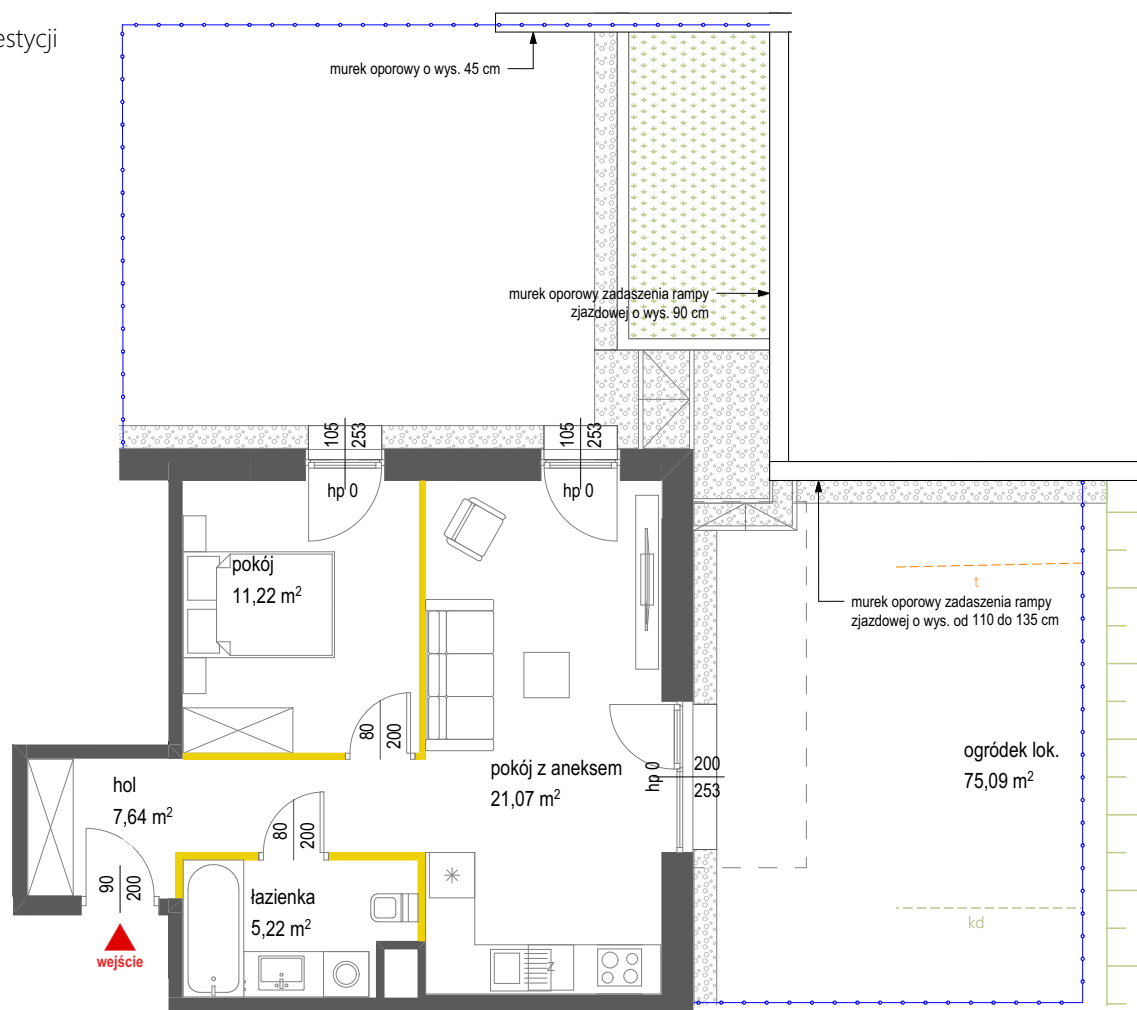 estycji
murek oporowy o wys. 45 cm
murek oporowy zadaszenia rampy
zjazdowej o wys. 90 cm
105
253
105
253
hp 0
hp 0
pokój
11,22 m²
t
murek oporowy zadaszenia rampy
zjazdowej o wys. od 110 do 135 cm
80
200
pokój z aneksem
21,07 m²
hp 0
200
253
ogródek lok.
75,09 m²
hol
7,64 m²
80
200
90
200
łazienka
5,22 m²
kd
wejście
z